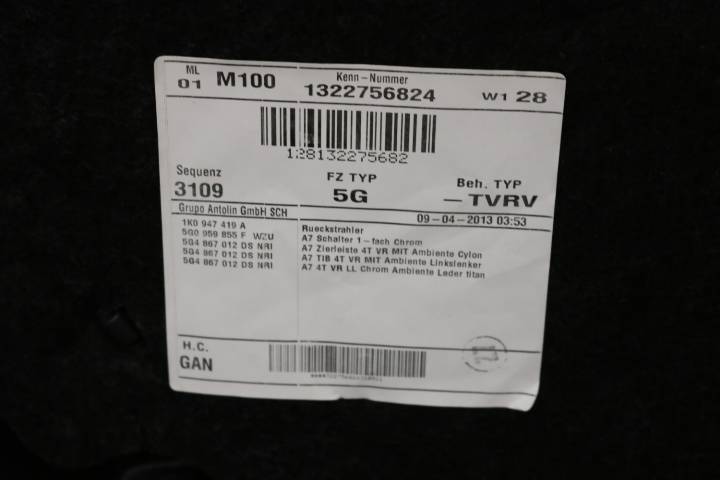 ML
01 M100
Kenn-Nummer
1322756824
W1 28
128132275682
Sequenz
3109
FZ TYP
5G
Beh. TYP
-TVRV
Grupo Antolin GmbH SCH
09-04-2013 03:53
1K0 947 419 A Rueckstrahler
5G0 959 855 F WZU A7 Schalter 1-fach Chrom
5G4 867 012 DS NRI A7 Zierleiste 4T VR MIT Ambiente Cylon
5G4 867 012 DS NRI A7 TIB 4T VR MIT Ambiente Linkslenker
5G4 867 012 DS NRI A7 4T VR LL Chrom Ambiente Leder titan
H.C.
GAN
17.